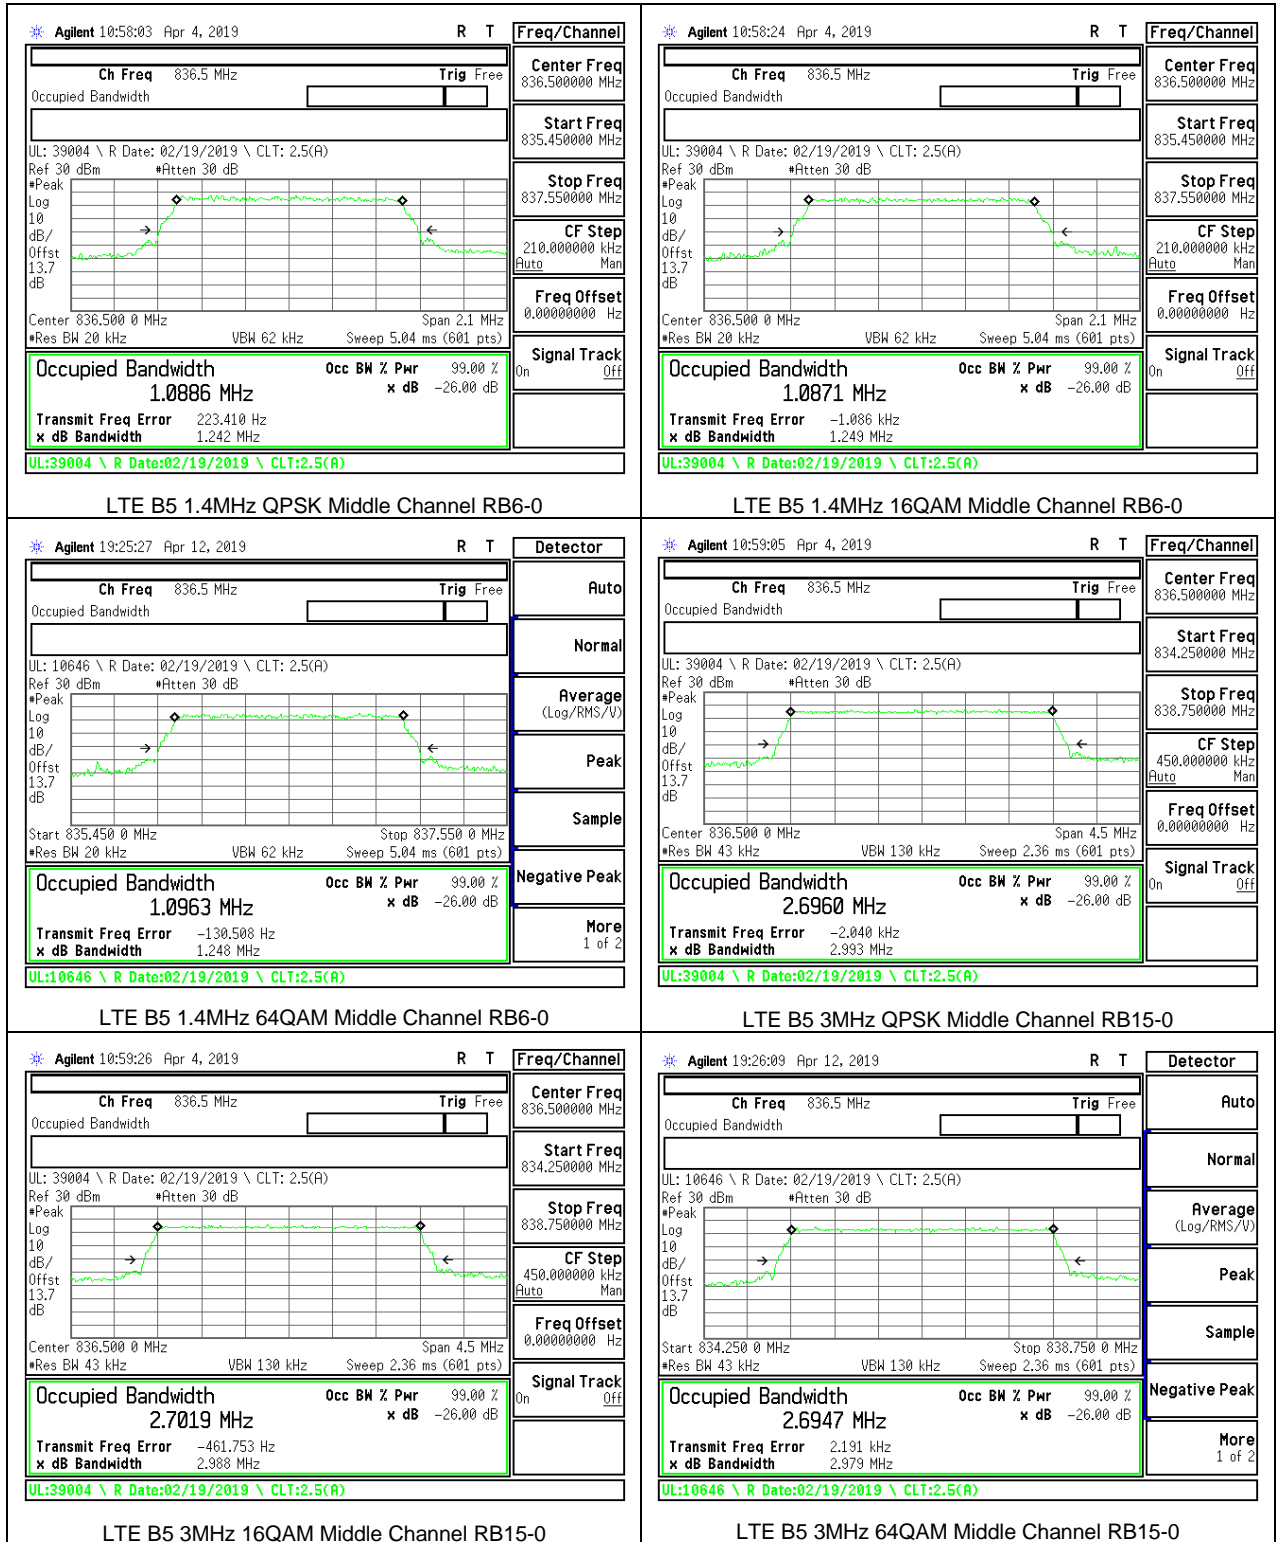 Agilent 10:58:03 Apr 4, 2019 R T Freq/Channel
Ch Freq 836.5 MHz Trig Free
Occupied Bandwidth
Center Freq
836.500000 MHz
Start Freq
835.450000 MHz
UL: 39004 \ R Date: 02/19/2019 \ CLT: 2.5(A)
Ref 30 dBm #Atten 30 dB
#Peak
Log
10
dB/
Offst
13.7
dB
Stop Freq
837.550000 MHz
CF Step
210.000000 kHz
Auto Man
Freq Offset
0.00000000 Hz
Center 836.500 0 MHz Span 2.1 MHz
#Res BW 20 kHz VBW 62 kHz Sweep 5.04 ms (601 pts)
Signal Track
On Off
Occupied Bandwidth Occ BW % Pwr 99.00 %
1.0886 MHz x dB -26.00 dB
Transmit Freq Error 223.410 Hz
x dB Bandwidth 1.242 MHz
UL:39004 \ R Date:02/19/2019 \ CLT:2.5(A)
LTE B5 1.4MHz QPSK Middle Channel RB6-0
Agilent 10:58:24 Apr 4, 2019 R T Freq/Channel
Ch Freq 836.5 MHz Trig Free
Occupied Bandwidth
Center Freq
836.500000 MHz
Start Freq
835.450000 MHz
UL: 39004 \ R Date: 02/19/2019 \ CLT: 2.5(A)
Ref 30 dBm #Atten 30 dB
#Peak
Log
10
dB/
Offst
13.7
dB
Stop Freq
837.550000 MHz
CF Step
210.000000 kHz
Auto Man
Freq Offset
0.00000000 Hz
Center 836.500 0 MHz Span 2.1 MHz
#Res BW 20 kHz VBW 62 kHz Sweep 5.04 ms (601 pts)
Signal Track
On Off
Occupied Bandwidth Occ BW % Pwr 99.00 %
1.0871 MHz x dB -26.00 dB
Transmit Freq Error -1.086 kHz
x dB Bandwidth 1.249 MHz
UL:39004 \ R Date:02/19/2019 \ CLT:2.5(A)
LTE B5 1.4MHz 16QAM Middle Channel RB6-0
Agilent 19:25:27 Apr 12, 2019 R T Detector
Ch Freq 836.5 MHz Trig Free
Occupied Bandwidth
Auto
Normal
UL: 10646 \ R Date: 02/19/2019 \ CLT: 2.5(A)
Ref 30 dBm #Atten 30 dB
#Peak
Log
10
dB/
Offst
13.7
dB
Average
(Log/RMS/V)
Peak
Sample
Start 835.450 0 MHz Stop 837.550 0 MHz
#Res BW 20 kHz VBW 62 kHz Sweep 5.04 ms (601 pts)
Negative Peak
More
1 of 2
Occupied Bandwidth Occ BW % Pwr 99.00 %
1.0963 MHz x dB -26.00 dB
Transmit Freq Error -130.508 Hz
x dB Bandwidth 1.248 MHz
UL:10646 \ R Date:02/19/2019 \ CLT:2.5(A)
LTE B5 1.4MHz 64QAM Middle Channel RB6-0
Agilent 10:59:05 Apr 4, 2019 R T Freq/Channel
Ch Freq 836.5 MHz Trig Free
Occupied Bandwidth
Center Freq
836.500000 MHz
Start Freq
834.250000 MHz
UL: 39004 \ R Date: 02/19/2019 \ CLT: 2.5(A)
Ref 30 dBm #Atten 30 dB
#Peak
Log
10
dB/
Offst
13.7
dB
Stop Freq
838.750000 MHz
CF Step
450.000000 kHz
Auto Man
Freq Offset
0.00000000 Hz
Center 836.500 0 MHz Span 4.5 MHz
#Res BW 43 kHz VBW 130 kHz Sweep 2.36 ms (601 pts)
Signal Track
On Off
Occupied Bandwidth Occ BW % Pwr 99.00 %
2.6960 MHz x dB -26.00 dB
Transmit Freq Error -2.040 kHz
x dB Bandwidth 2.993 MHz
UL:39004 \ R Date:02/19/2019 \ CLT:2.5(A)
LTE B5 3MHz QPSK Middle Channel RB15-0
Agilent 10:59:26 Apr 4, 2019 R T Freq/Channel
Ch Freq 836.5 MHz Trig Free
Occupied Bandwidth
Center Freq
836.500000 MHz
Start Freq
834.250000 MHz
UL: 39004 \ R Date: 02/19/2019 \ CLT: 2.5(A)
Ref 30 dBm #Atten 30 dB
#Peak
Log
10
dB/
Offst
13.7
dB
Stop Freq
838.750000 MHz
CF Step
450.000000 kHz
Auto Man
Freq Offset
0.00000000 Hz
Center 836.500 0 MHz Span 4.5 MHz
#Res BW 43 kHz VBW 130 kHz Sweep 2.36 ms (601 pts)
Signal Track
On Off
Occupied Bandwidth Occ BW % Pwr 99.00 %
2.7019 MHz x dB -26.00 dB
Transmit Freq Error -461.753 Hz
x dB Bandwidth 2.988 MHz
UL:39004 \ R Date:02/19/2019 \ CLT:2.5(A)
LTE B5 3MHz 16QAM Middle Channel RB15-0
Agilent 19:26:09 Apr 12, 2019 R T Detector
Ch Freq 836.5 MHz Trig Free
Occupied Bandwidth
Auto
Normal
UL: 10646 \ R Date: 02/19/2019 \ CLT: 2.5(A)
Ref 30 dBm #Atten 30 dB
#Peak
Log
10
dB/
Offst
13.7
dB
Average
(Log/RMS/V)
Peak
Sample
Start 834.250 0 MHz Stop 838.750 0 MHz
#Res BW 43 kHz VBW 130 kHz Sweep 2.36 ms (601 pts)
Negative Peak
More
1 of 2
Occupied Bandwidth Occ BW % Pwr 99.00 %
2.6947 MHz x dB -26.00 dB
Transmit Freq Error 2.191 kHz
x dB Bandwidth 2.979 MHz
UL:10646 \ R Date:02/19/2019 \ CLT:2.5(A)
LTE B5 3MHz 64QAM Middle Channel RB15-0